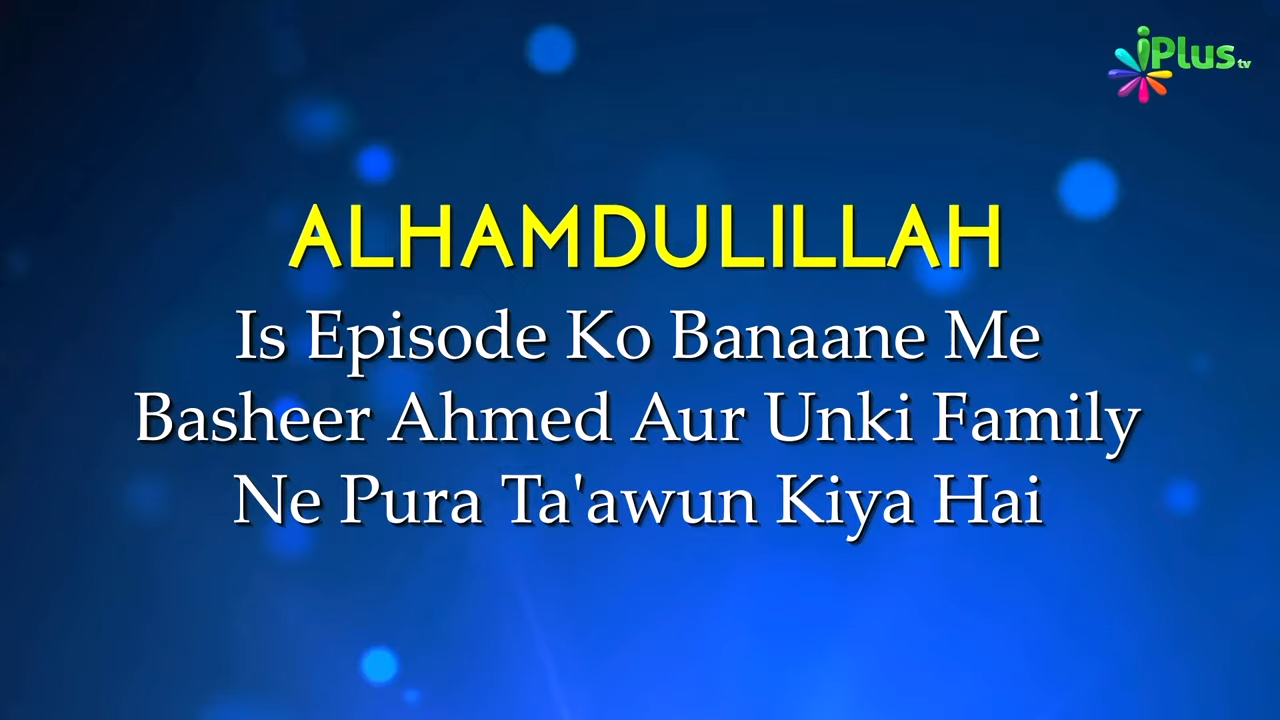 iPlus tv
ALHAMDULILLAH
Is Episode Ko Banaane Me
Basheer Ahmed Aur Unki Family
Ne Pura Ta'awun Kiya Hai